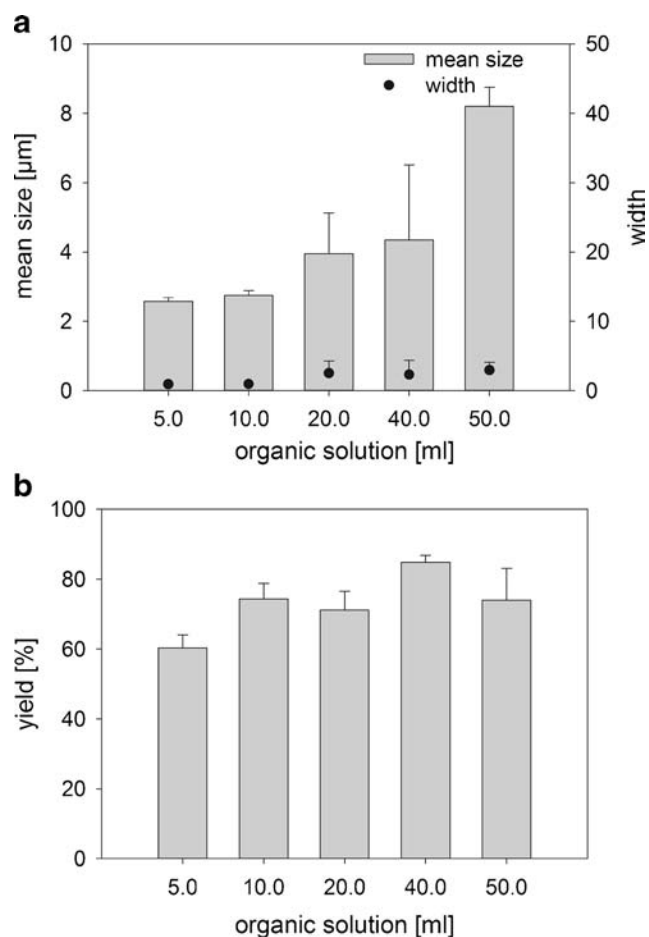 a
10
8
6
4
2
0
mean size [µm]
50
40
30
20
10
0
width
mean size
width
5.0 10.0 20.0 40.0 50.0
organic solution [ml]
b
100
80
60
40
20
0
yield [%]
5.0 10.0 20.0 40.0 50.0
organic solution [ml]